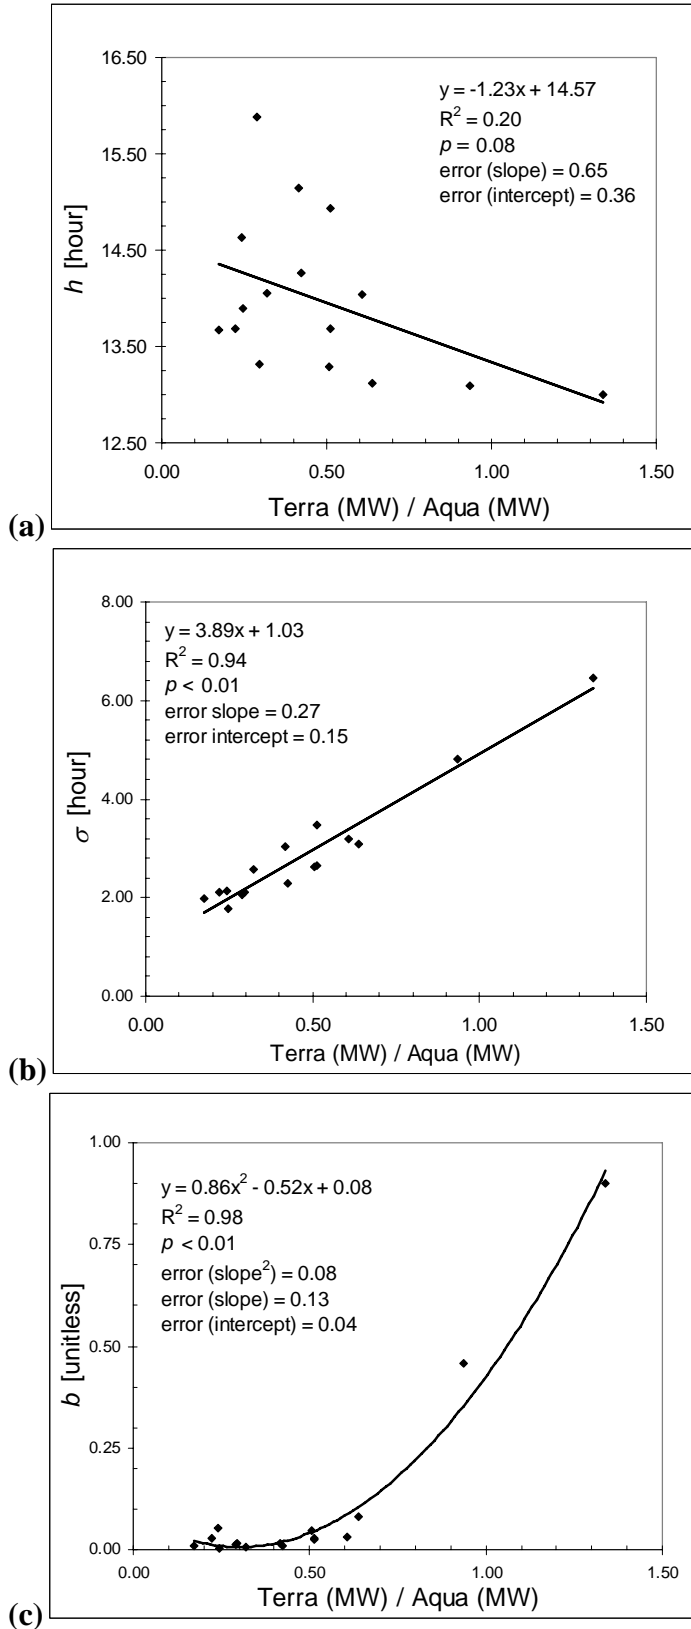 16.50
15.50
14.50
13.50
12.50
h [hour]
y = -1.23x + 14.57
R² = 0.20
p = 0.08
error (slope) = 0.65
error (intercept) = 0.36
0.00 0.50 1.00 1.50
Terra (MW) / Aqua (MW)
(a)
8.00
6.00
4.00
2.00
0.00
σ [hour]
y = 3.89x + 1.03
R² = 0.94
p < 0.01
error slope = 0.27
error intercept = 0.15
0.00 0.50 1.00 1.50
Terra (MW) / Aqua (MW)
(b)
1.00
0.75
0.50
0.25
0.00
b [unitless]
y = 0.86x² - 0.52x + 0.08
R² = 0.98
p < 0.01
error (slope²) = 0.08
error (slope) = 0.13
error (intercept) = 0.04
0.00 0.50 1.00 1.50
Terra (MW) / Aqua (MW)
(c)